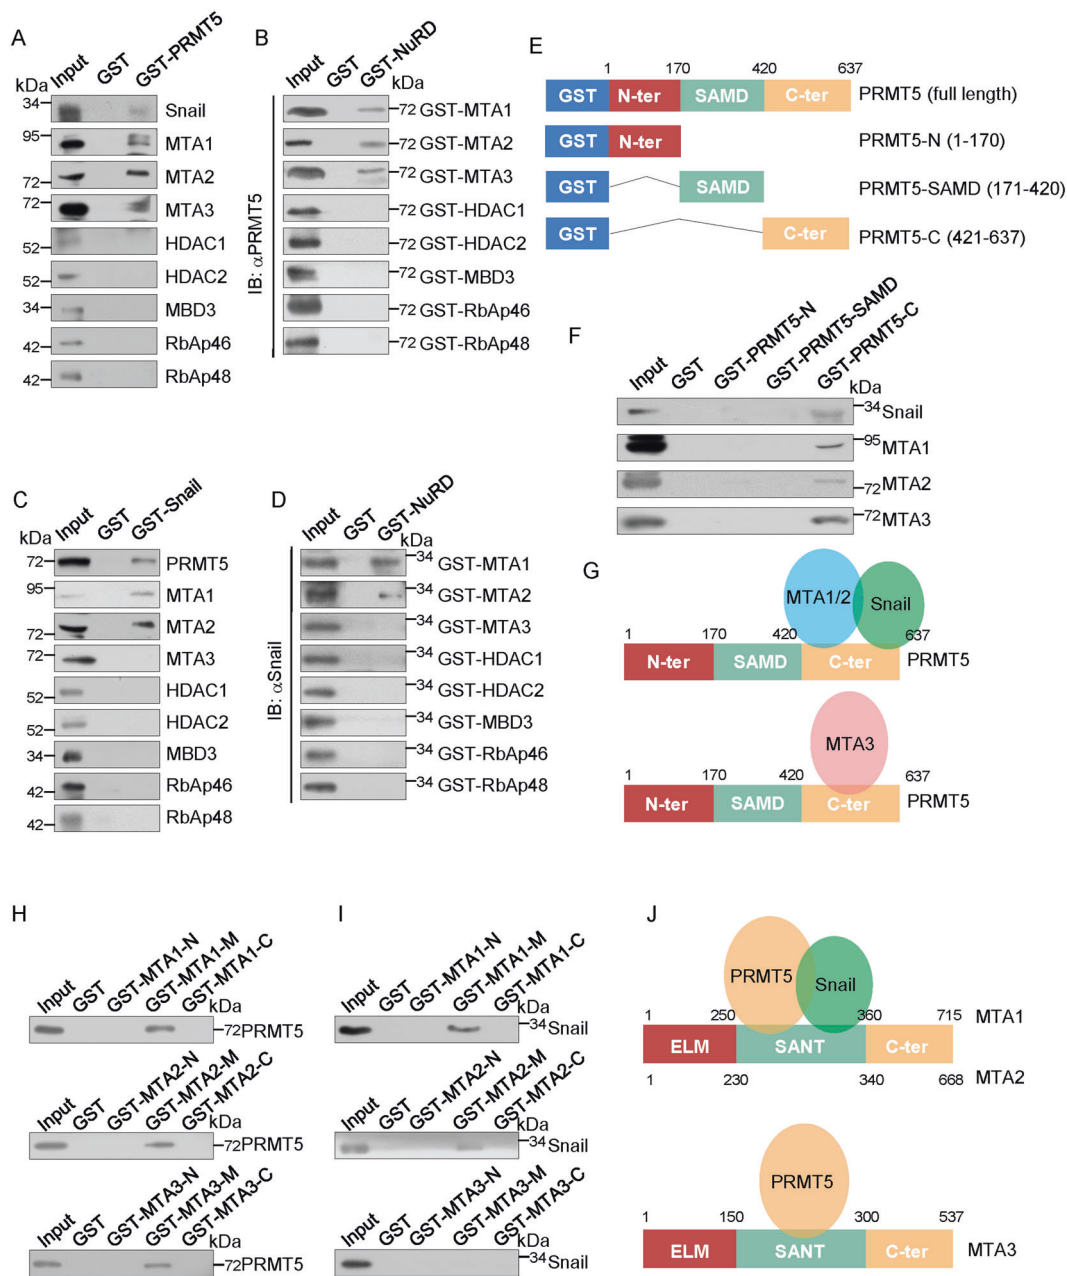 A
Input
GST
GST-PRMT5
kDa
34
Snail
95
MTA1
72
MTA2
72
MTA3
52
HDAC1
52
HDAC2
34
MBD3
42
RbAp46
42
RbAp48
B
Input
GST
GST-NuRD
IB: αPRMT5
72 GST-MTA1
72 GST-MTA2
72 GST-MTA3
72 GST-HDAC1
72 GST-HDAC2
72 GST-MBD3
72 GST-RbAp46
72 GST-RbAp48
C
Input
GST
GST-Snail
kDa
72
PRMT5
95
MTA1
72
MTA2
72
MTA3
52
HDAC1
52
HDAC2
34
MBD3
42
RbAp46
42
RbAp48
D
Input
GST
GST-NuRD
kDa
IB: αSnail
34 GST-MTA1
34 GST-MTA2
34 GST-MTA3
34 GST-HDAC1
34 GST-HDAC2
34 GST-MBD3
34 GST-RbAp46
34 GST-RbAp48
E
1 170 420 637
GST N-ter SAMD C-ter PRMT5 (full length)
GST N-ter PRMT5-N (1-170)
GST SAMD PRMT5-SAMD (171-420)
GST C-ter PRMT5-C (421-637)
F
Input
GST
GST-PRMT5-N
GST-PRMT5-SAMD
GST-PRMT5-C
kDa
34 Snail
95 MTA1
72 MTA2
72 MTA3
G
MTA1/2 Snail
1 170 420 637
N-ter SAMD C-ter PRMT5
MTA3
1 170 420 637
N-ter SAMD C-ter PRMT5
H
Input
GST
GST-MTA1-N
GST-MTA1-M
GST-MTA1-C
kDa
72 PRMT5
Input
GST
GST-MTA2-N
GST-MTA2-M
GST-MTA2-C
kDa
72 PRMT5
Input
GST
GST-MTA3-N
GST-MTA3-M
GST-MTA3-C
kDa
72 PRMT5
I
Input
GST
GST-MTA1-N
GST-MTA1-M
GST-MTA1-C
kDa
34 Snail
Input
GST
GST-MTA2-N
GST-MTA2-M
GST-MTA2-C
kDa
34 Snail
Input
GST
GST-MTA3-N
GST-MTA3-M
GST-MTA3-C
kDa
34 Snail
J
PRMT5 Snail
1 250 360 715 MTA1
ELM SANT C-ter
1 230 340 668 MTA2
PRMT5
1 150 300 537
ELM SANT C-ter MTA3